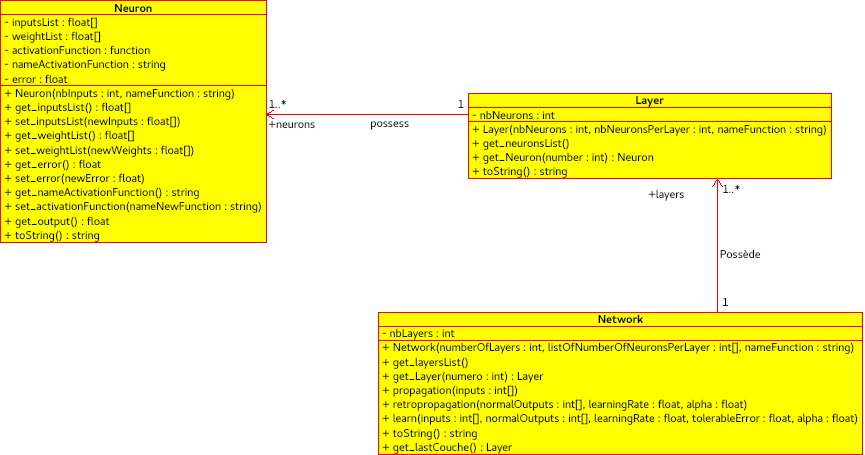 Neuron
- inputsList : float[]
- weightList : float[]
- activationFunction : function
- nameActivationFunction : string
- error : float
+ Neuron(nbInputs : int, nameFunction : string)
+ get_inputsList() : float[]
+ set_inputsList(newInputs : float[])
+ get_weightList() : float[]
+ set_weightList(newWeights : float[])
+ get_error() : float
+ set_error(newError : float)
+ get_nameActivationFunction() : string
+ set_activationFunction(nameNewFunction : string)
+ get_output() : float
+ toString() : string
1..*
+neurons
possess
1
Layer
- nbNeurons : int
+ Layer(nbNeurons : int, nbNeuronsPerLayer : int, nameFunction : string)
+ get_neuronsList()
+ get_Neuron(number : int) : Neuron
+ toString() : string
1..*
+layers
Possède
1
Network
- nbLayers : int
+ Network(numberOfLayers : int, listOfNumberOfNeuronsPerLayer : int[], nameFunction : string)
+ get_layersList()
+ get_Layer(numero : int) : Layer
+ propagation(inputs : int[])
+ retropropagation(normalOutputs : int[], learningRate : float, alpha : float)
+ learn(inputs : int[], normalOutputs : int[], learningRate : float, tolerableError : float, alpha : float)
+ toString() : string
+ get_lastCouche() : Layer